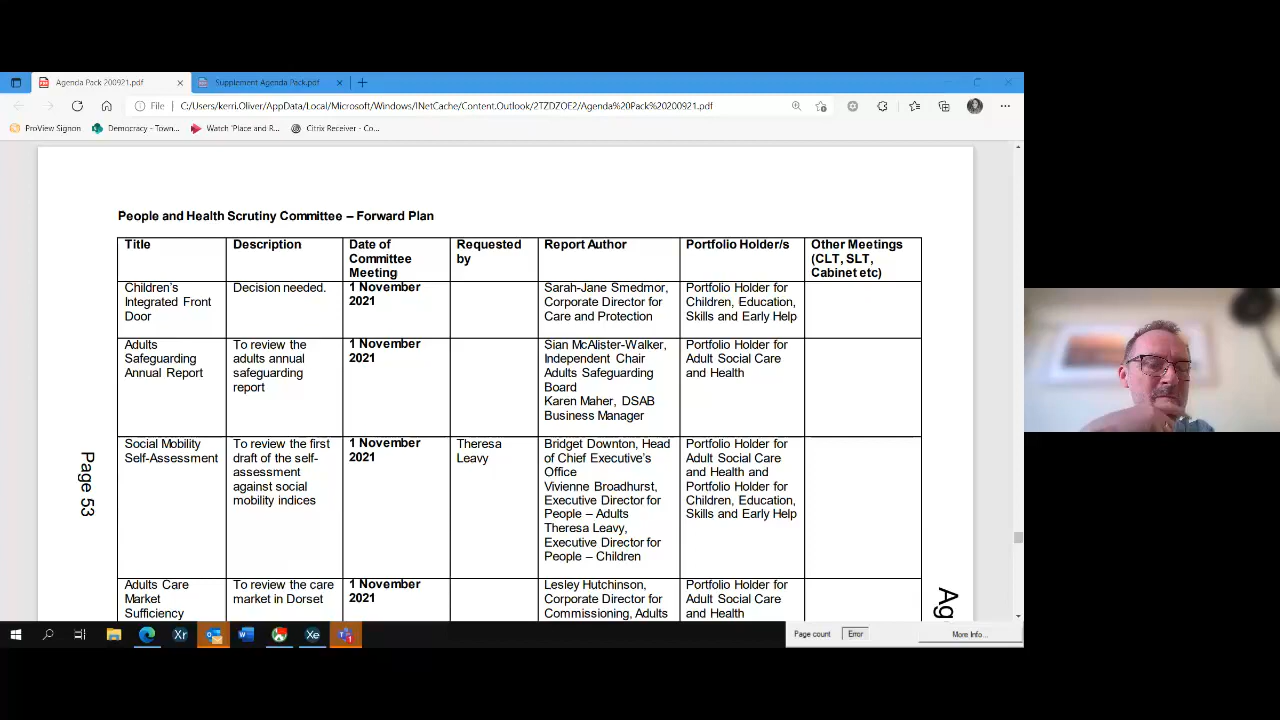 Agenda Pack 200921.pdf
Supplement Agenda Pack.pdf
File
C:/Users/kerri.Oliver/AppData/Local/Microsoft/Windows/INetCache/Content.Outlook/2TZDZOE2/Agenda%20Pack%20200921.pdf
ProView Signon
Democracy - Town...
Watch 'Place and R...
Citrix Receiver - Co...
People and Health Scrutiny Committee – Forward Plan
Title
Description
Date of
Committee
Meeting
Requested
by
Report Author
Portfolio Holder/s
Other Meetings
(CLT, SLT,
Cabinet etc)
Children's
Integrated Front
Door
Decision needed.
1 November
2021
Sarah-Jane Smedmor,
Corporate Director for
Care and Protection
Portfolio Holder for
Children, Education,
Skills and Early Help
Adults
Safeguarding
Annual Report
To review the
adults annual
safeguarding
report
1 November
2021
Sian McAlister-Walker,
Independent Chair
Adults Safeguarding
Board
Karen Maher, DSAB
Business Manager
Portfolio Holder for
Adult Social Care
and Health
Social Mobility
Self-Assessment
To review the first
draft of the self-
assessment
against social
mobility indices
1 November
2021
Theresa
Leavy
Bridget Downton, Head
of Chief Executive's
Office
Vivienne Broadhurst,
Executive Director for
People – Adults
Theresa Leavy,
Executive Director for
People – Children
Portfolio Holder for
Adult Social Care
and Health and
Portfolio Holder for
Children, Education,
Skills and Early Help
Adults Care
Market
Sufficiency
To review the care
market in Dorset
1 November
2021
Lesley Hutchinson,
Corporate Director for
Commissioning, Adults
Portfolio Holder for
Adult Social Care
and Health
Page 53
Ag
Page count
Error
More Info...